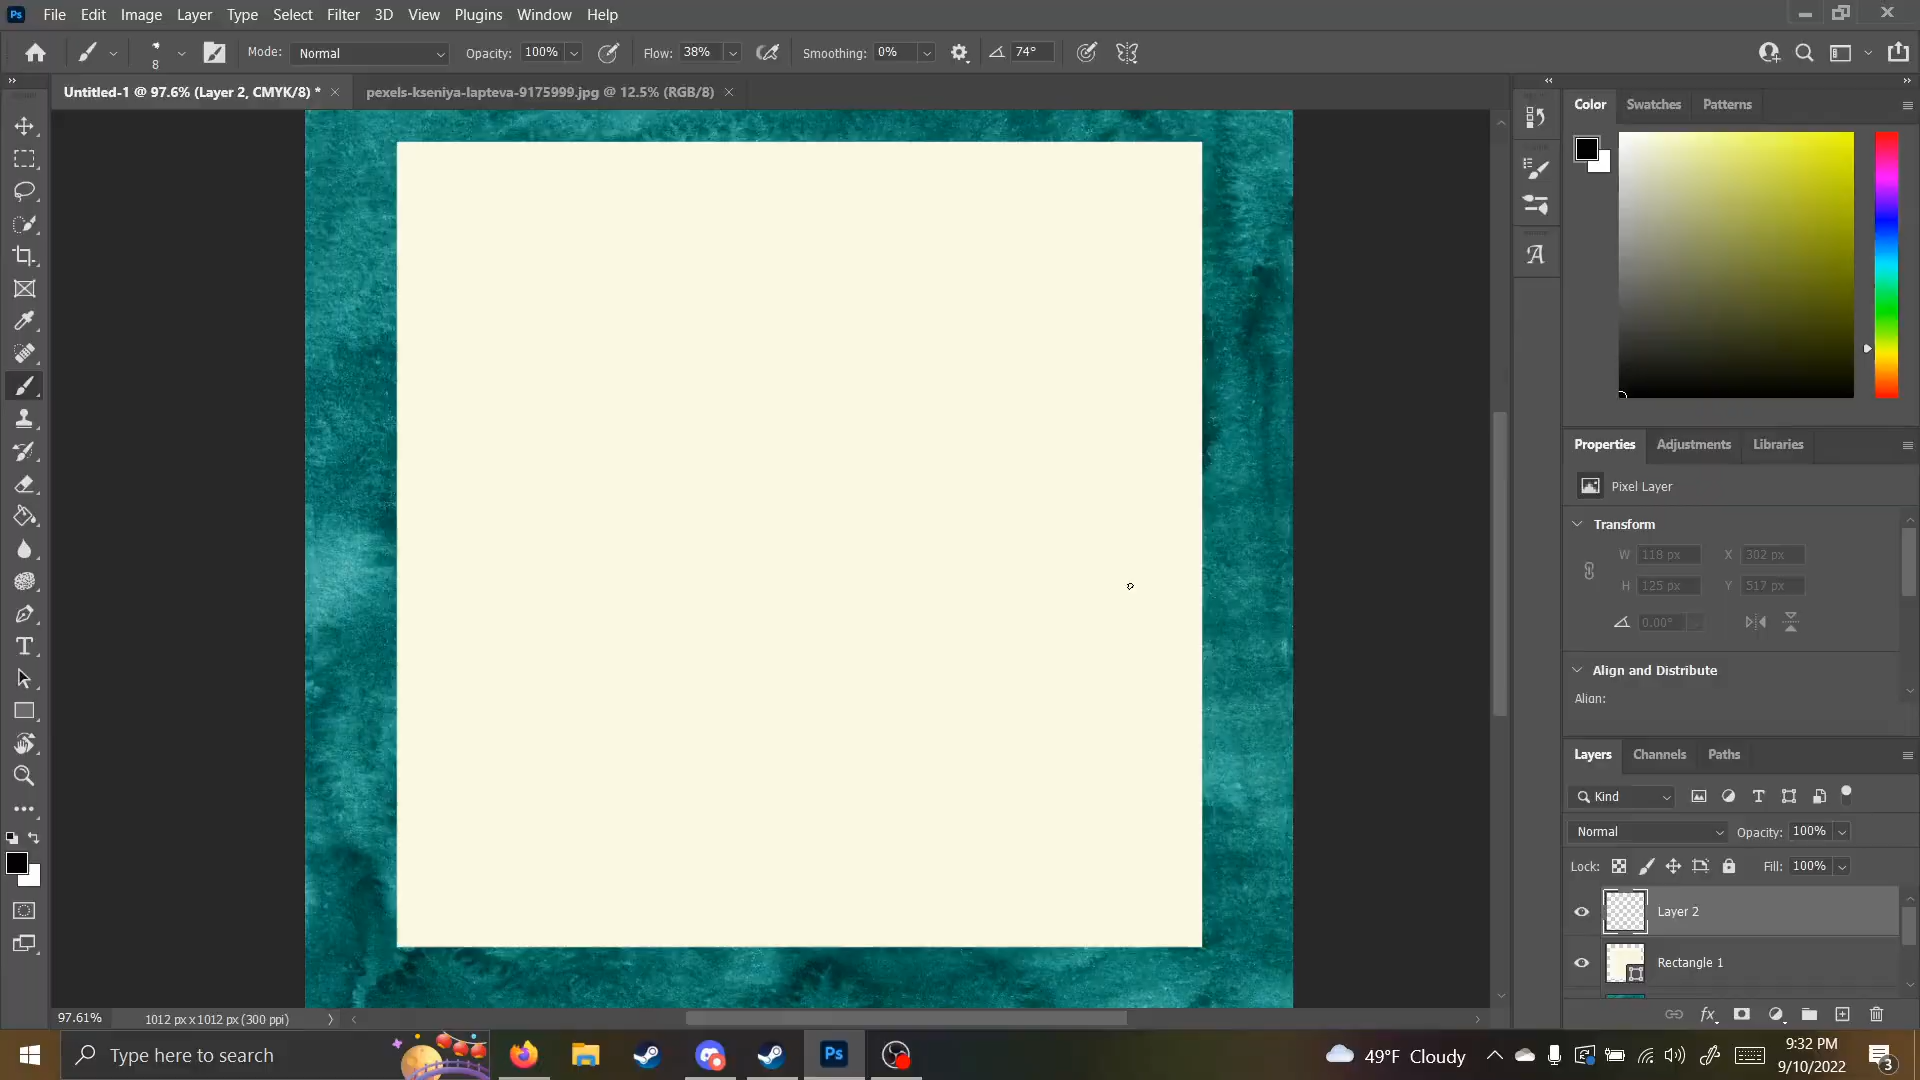 Ps File Edit Image Layer Type Select Filter 3D View Plugins Window Help
8 Mode: Normal Opacity: 100% Flow: 38% Smoothing: 0% 74°
Untitled-1 @ 97.6% (Layer 2, CMYK/8) * pexels-kseniya-lapteva-9175999.jpg @ 12.5% (RGB/8)
Color Swatches Patterns
Properties Adjustments Libraries
Pixel Layer
Transform
W 118 px X 302 px
H 125 px Y 517 px
0.00°
Align and Distribute
Align:
Layers Channels Paths
Kind
Normal Opacity: 100%
Lock: Fill: 100%
Layer 2
Rectangle 1
97.61% 1012 px x 1012 px (300 ppi)
Type here to search Ps 49°F Cloudy 9:32 PM
9/10/2022 3